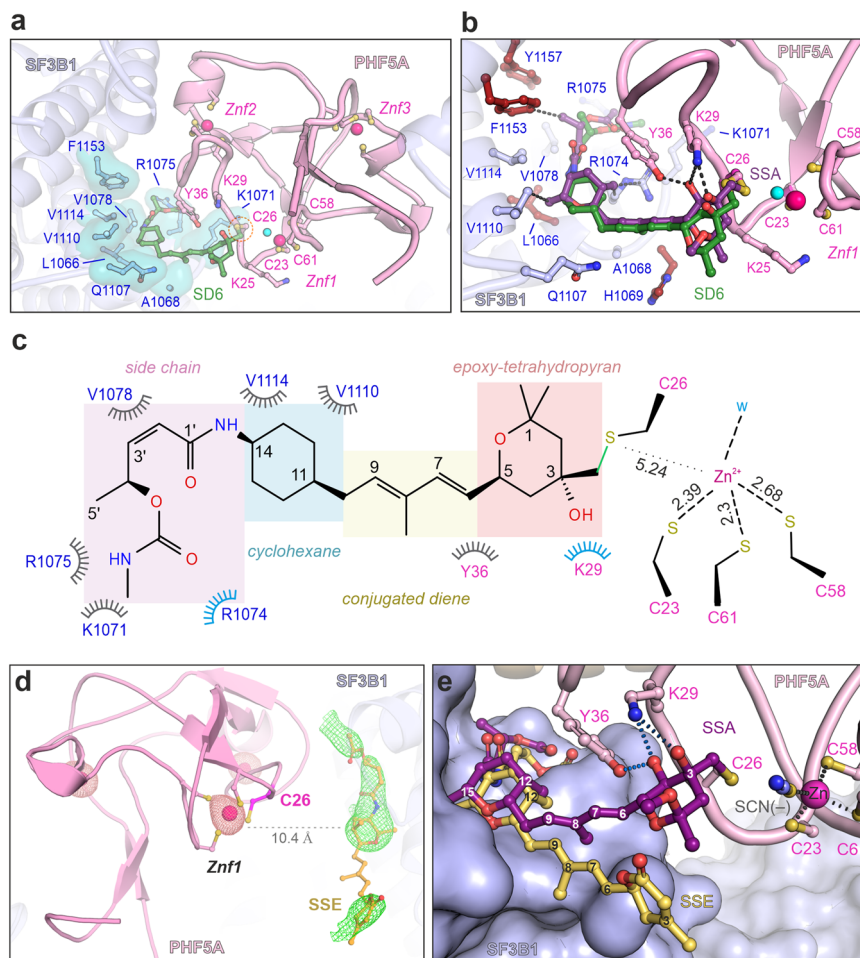 a
SF3B1
PHF5A
Znf2
Znf3
F1153
R1075
K29
Y36
K1071
V1078
C58
C26
V1114
V1110
C61
L1066
C23
K25
Znf1
Q1107
SD6
A1068
b
PHF5A
Y1157
R1075
K29
F1153
Y36
K1071
C58
C26
SSA
V1114
R1074
V1078
C23
V1110
C61
L1066
Znf1
K25
A1068
SF3B1
Q1107
H1069
SD6
c
side chain
V1078
V1114
V1110
epoxy-tetrahydropyran
C26
w
1'
NH
14
3'
O
11
9
7
O
1
5
3
S
5.24
Zn2+
5'
O
OH
2.39
2.3
2.68
S
S
S
HN
O
R1075
cyclohexane
Y36
K29
K1071
R1074
conjugated diene
C23
C61
C58
d
SF3B1
C26
10.4 Å
Znf1
SSE
PHF5A
e
K29
PHF5A
Y36
SSA
C26
C58
3
12
15
12
Zn
SCN(–)
7
6
9
8
C23
C6
9
8
7
6
SSE
3
SF3B1